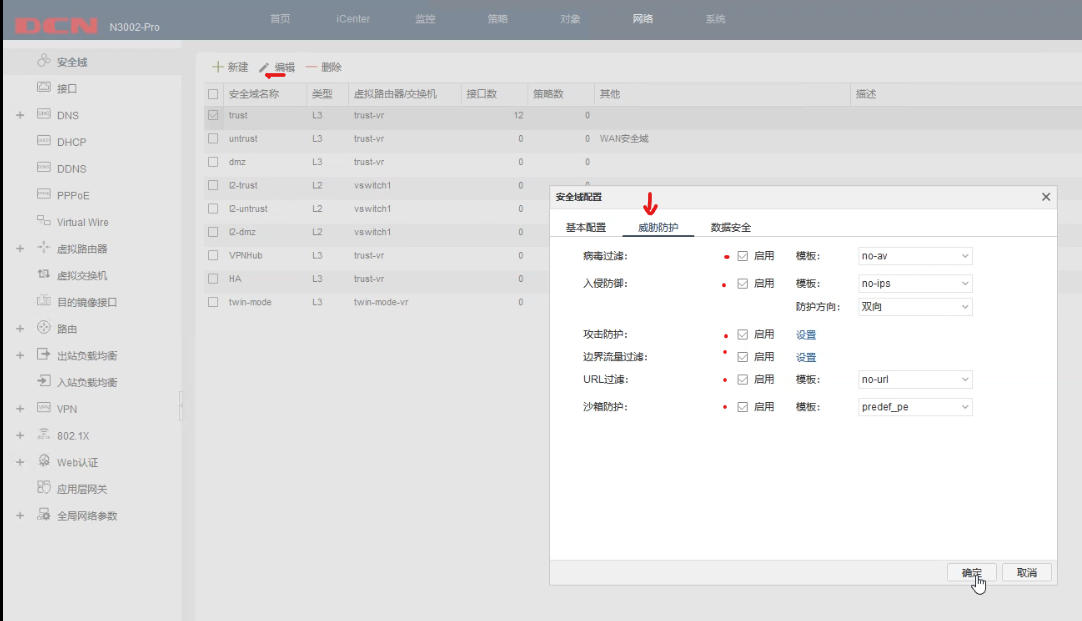 DCN N3002-Pro 首页 iCenter 监控 策略 对象 网络 系统
安全域
接口
DNS
DHCP
DDNS
PPPoE
Virtual Wire
虚拟路由器
虚拟交换机
目的镜像接口
路由
出站负载均衡
入站负载均衡
VPN
802.1X
Web认证
应用层网关
全局网络参数
新建 编辑 删除
安全域名称 类型 虚拟路由器/交换机 接口数 策略数 其他 描述
trust L3 trust-vr 12 0
untrust L3 trust-vr 0 0 WAN安全域
dmz L3 trust-vr 0 0
l2-trust L2 vswitch1 0 0
l2-untrust L2 vswitch1 0
l2-dmz L2 vswitch1 0
VPNHub L3 trust-vr 0
HA L3 trust-vr 0
twin-mode L3 twin-mode-vr 0
安全域配置
基本配置 威胁防护 数据安全
病毒过滤: 启用 模板: no-av
入侵防御: 启用 模板: no-ips
防护方向: 双向
攻击防护: 启用 设置
边界流量过滤: 启用 设置
URL过滤: 启用 模板: no-url
沙箱防护: 启用 模板: predef_pe
确定 取消